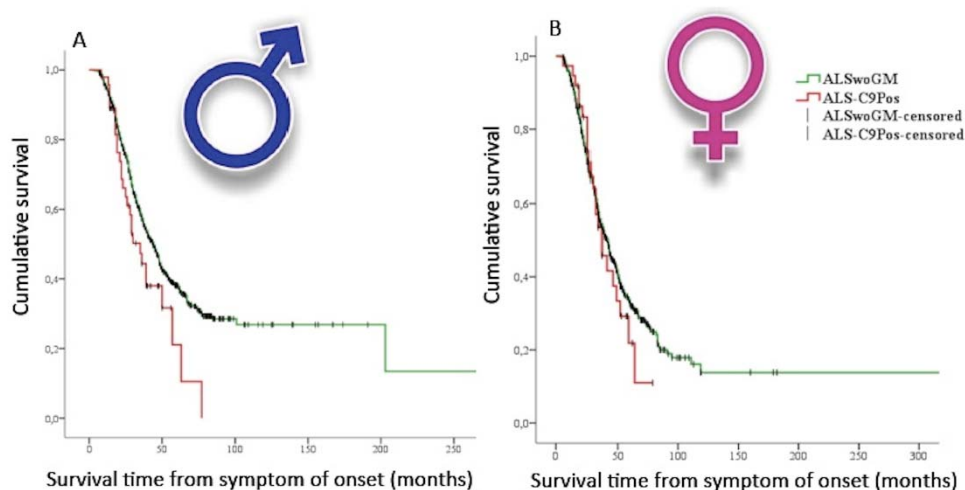 A
1,0
0,8
0,6
0,4
0,2
0,0
0
50
100
150
200
250
Cumulative survival
Survival time from symptom of onset (months)
B
1,0
0,8
0,6
0,4
0,2
0,0
0
50
100
150
200
250
300
Cumulative survival
Survival time from symptom of onset (months)
ALSwoGM
ALS-C9Pos
ALSwoGM-censored
ALS-C9Pos-censored